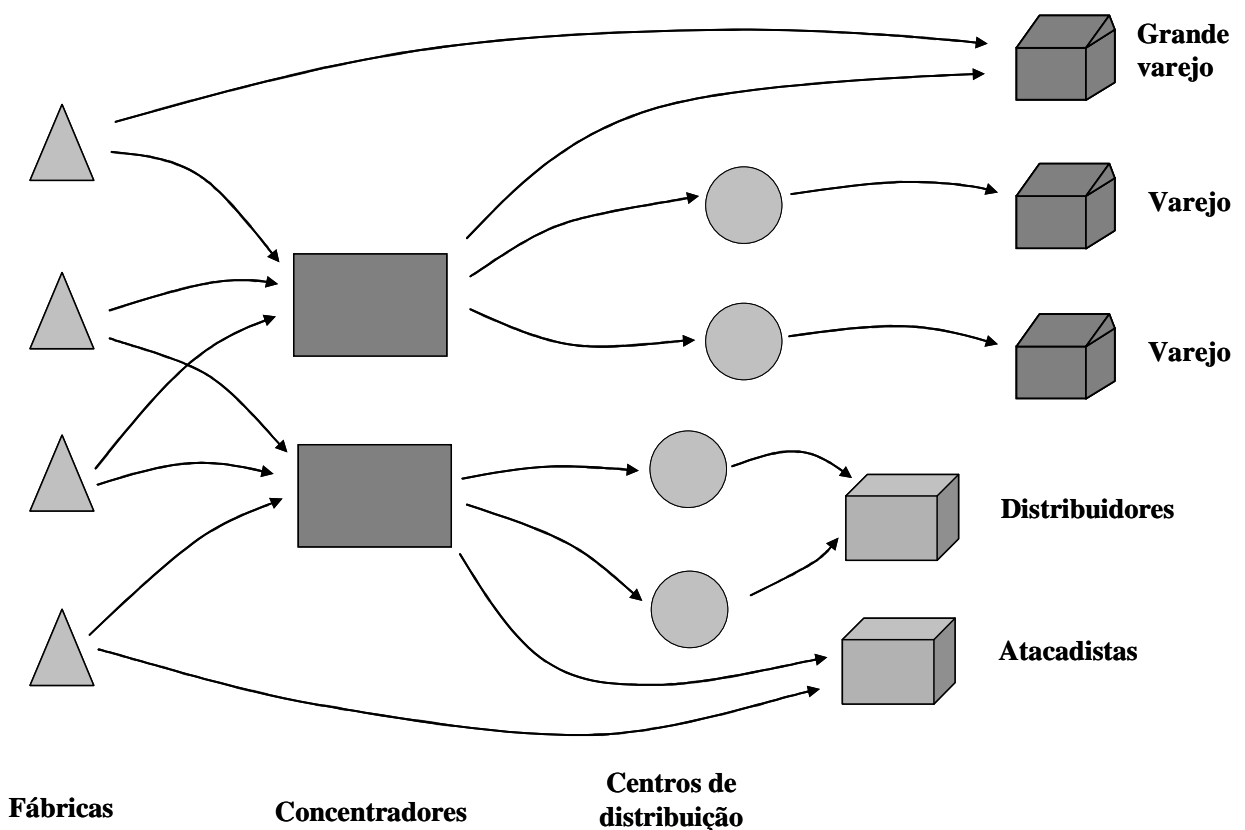 Grande
varejo
Varejo
Varejo
Distribuidores
Atacadistas
Fábricas
Concentradores
Centros de
distribuição